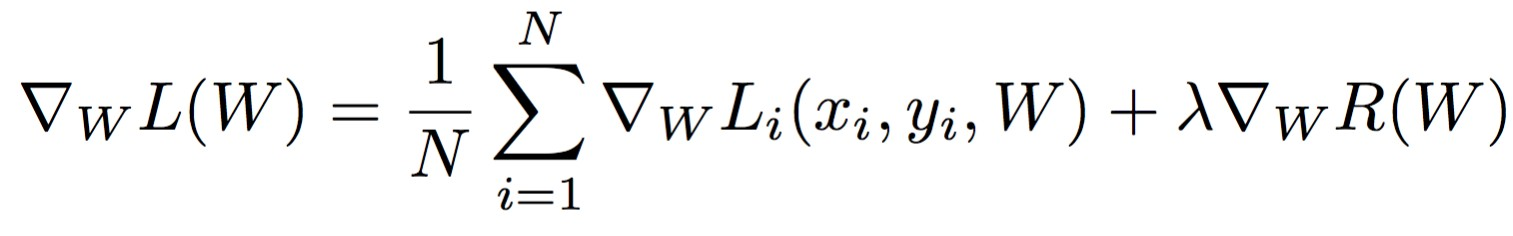 ∇_W L(W) = \frac{1}{N} \sum_{i=1}^{N} ∇_W L_i(x_i, y_i, W) + λ∇_W R(W)